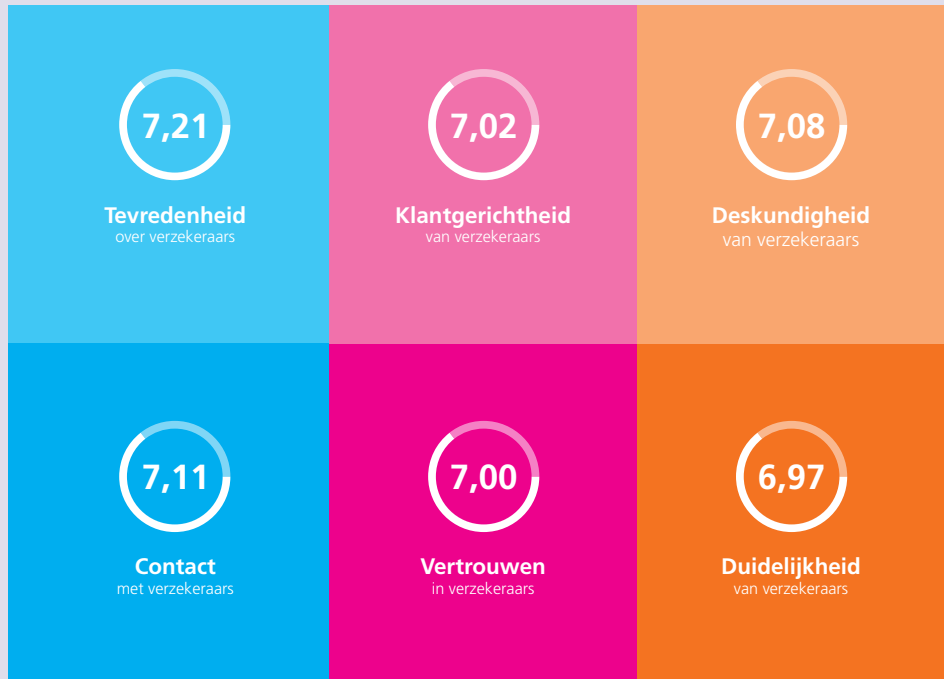 7,21
Tevredenheid
over verzekeraars
7,02
Klantgerichtheid
van verzekeraars
7,08
Deskundigheid
van verzekeraars
7,11
Contact
met verzekeraars
7,00
Vertrouwen
in verzekeraars
6,97
Duidelijkheid
van verzekeraars